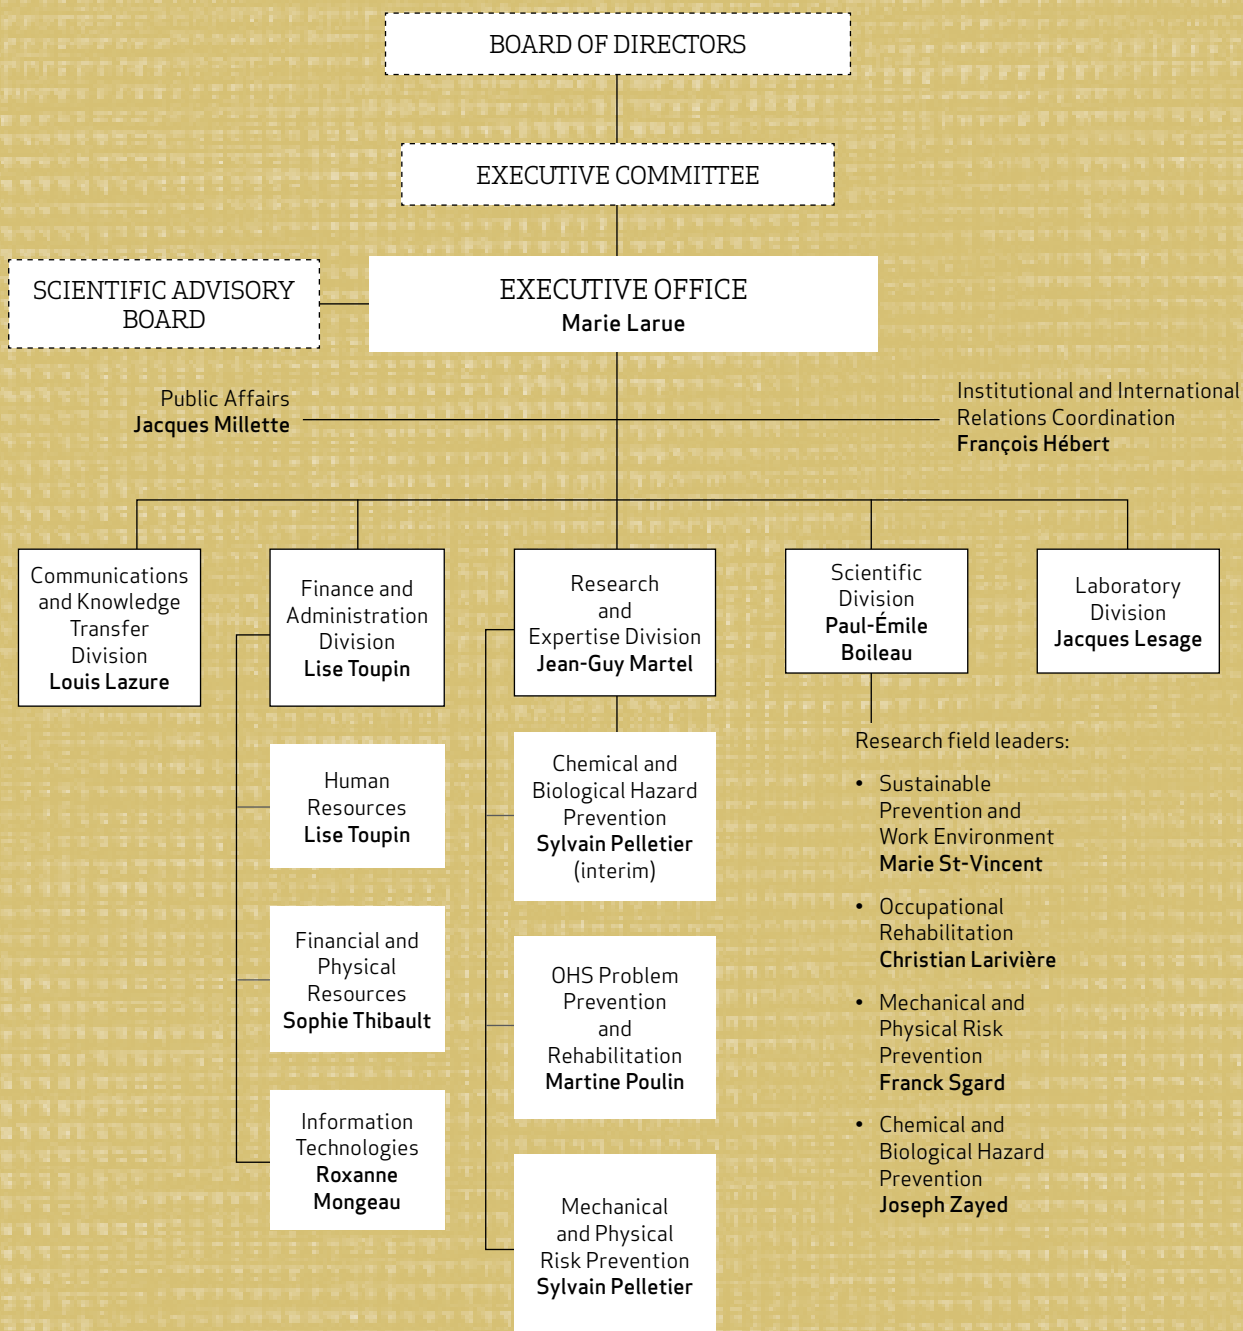 BOARD OF DIRECTORS
EXECUTIVE COMMITTEE
SCIENTIFIC ADVISORY
BOARD
EXECUTIVE OFFICE
Marie Larue
Public Affairs
Jacques Millette
Institutional and International
Relations Coordination
François Hébert
Communications
and Knowledge
Transfer
Division
Louis Lazure
Finance and
Administration
Division
Lise Toupin
Human
Resources
Lise Toupin
Financial and
Physical
Resources
Sophie Thibault
Information
Technologies
Roxanne
Mongeau
Research
and
Expertise Division
Jean-Guy Martel
Chemical and
Biological Hazard
Prevention
Sylvain Pelletier
(interim)
OHS Problem
Prevention
and
Rehabilitation
Martine Poulin
Mechanical
and Physical
Risk Prevention
Sylvain Pelletier
Scientific
Division
Paul-Émile
Boileau
Research field leaders:
• Sustainable
Prevention and
Work Environment
Marie St-Vincent
• Occupational
Rehabilitation
Christian Larivière
• Mechanical and
Physical Risk
Prevention
Franck Sgard
• Chemical and
Biological Hazard
Prevention
Joseph Zayed
Laboratory
Division
Jacques Lesage